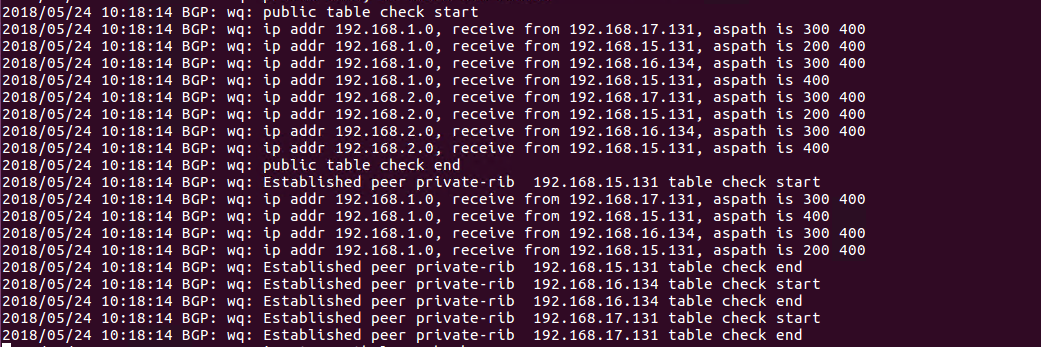 2018/05/24 10:18:14 BGP: wq: public table check start
2018/05/24 10:18:14 BGP: wq: ip addr 192.168.1.0, receive from 192.168.17.131, aspath is 300 400
2018/05/24 10:18:14 BGP: wq: ip addr 192.168.1.0, receive from 192.168.15.131, aspath is 200 400
2018/05/24 10:18:14 BGP: wq: ip addr 192.168.1.0, receive from 192.168.16.134, aspath is 300 400
2018/05/24 10:18:14 BGP: wq: ip addr 192.168.1.0, receive from 192.168.15.131, aspath is 400
2018/05/24 10:18:14 BGP: wq: ip addr 192.168.2.0, receive from 192.168.17.131, aspath is 300 400
2018/05/24 10:18:14 BGP: wq: ip addr 192.168.2.0, receive from 192.168.15.131, aspath is 200 400
2018/05/24 10:18:14 BGP: wq: ip addr 192.168.2.0, receive from 192.168.16.134, aspath is 300 400
2018/05/24 10:18:14 BGP: wq: ip addr 192.168.2.0, receive from 192.168.15.131, aspath is 400
2018/05/24 10:18:14 BGP: wq: public table check end
2018/05/24 10:18:14 BGP: wq: Established peer private-rib  192.168.15.131 table check start
2018/05/24 10:18:14 BGP: wq: ip addr 192.168.1.0, receive from 192.168.17.131, aspath is 300 400
2018/05/24 10:18:14 BGP: wq: ip addr 192.168.1.0, receive from 192.168.15.131, aspath is 400
2018/05/24 10:18:14 BGP: wq: ip addr 192.168.1.0, receive from 192.168.16.134, aspath is 300 400
2018/05/24 10:18:14 BGP: wq: ip addr 192.168.1.0, receive from 192.168.15.131, aspath is 200 400
2018/05/24 10:18:14 BGP: wq: Established peer private-rib  192.168.15.131 table check end
2018/05/24 10:18:14 BGP: wq: Established peer private-rib  192.168.16.134 table check start
2018/05/24 10:18:14 BGP: wq: Established peer private-rib  192.168.16.134 table check end
2018/05/24 10:18:14 BGP: wq: Established peer private-rib  192.168.17.131 table check start
2018/05/24 10:18:14 BGP: wq: Established peer private-rib  192.168.17.131 table check end